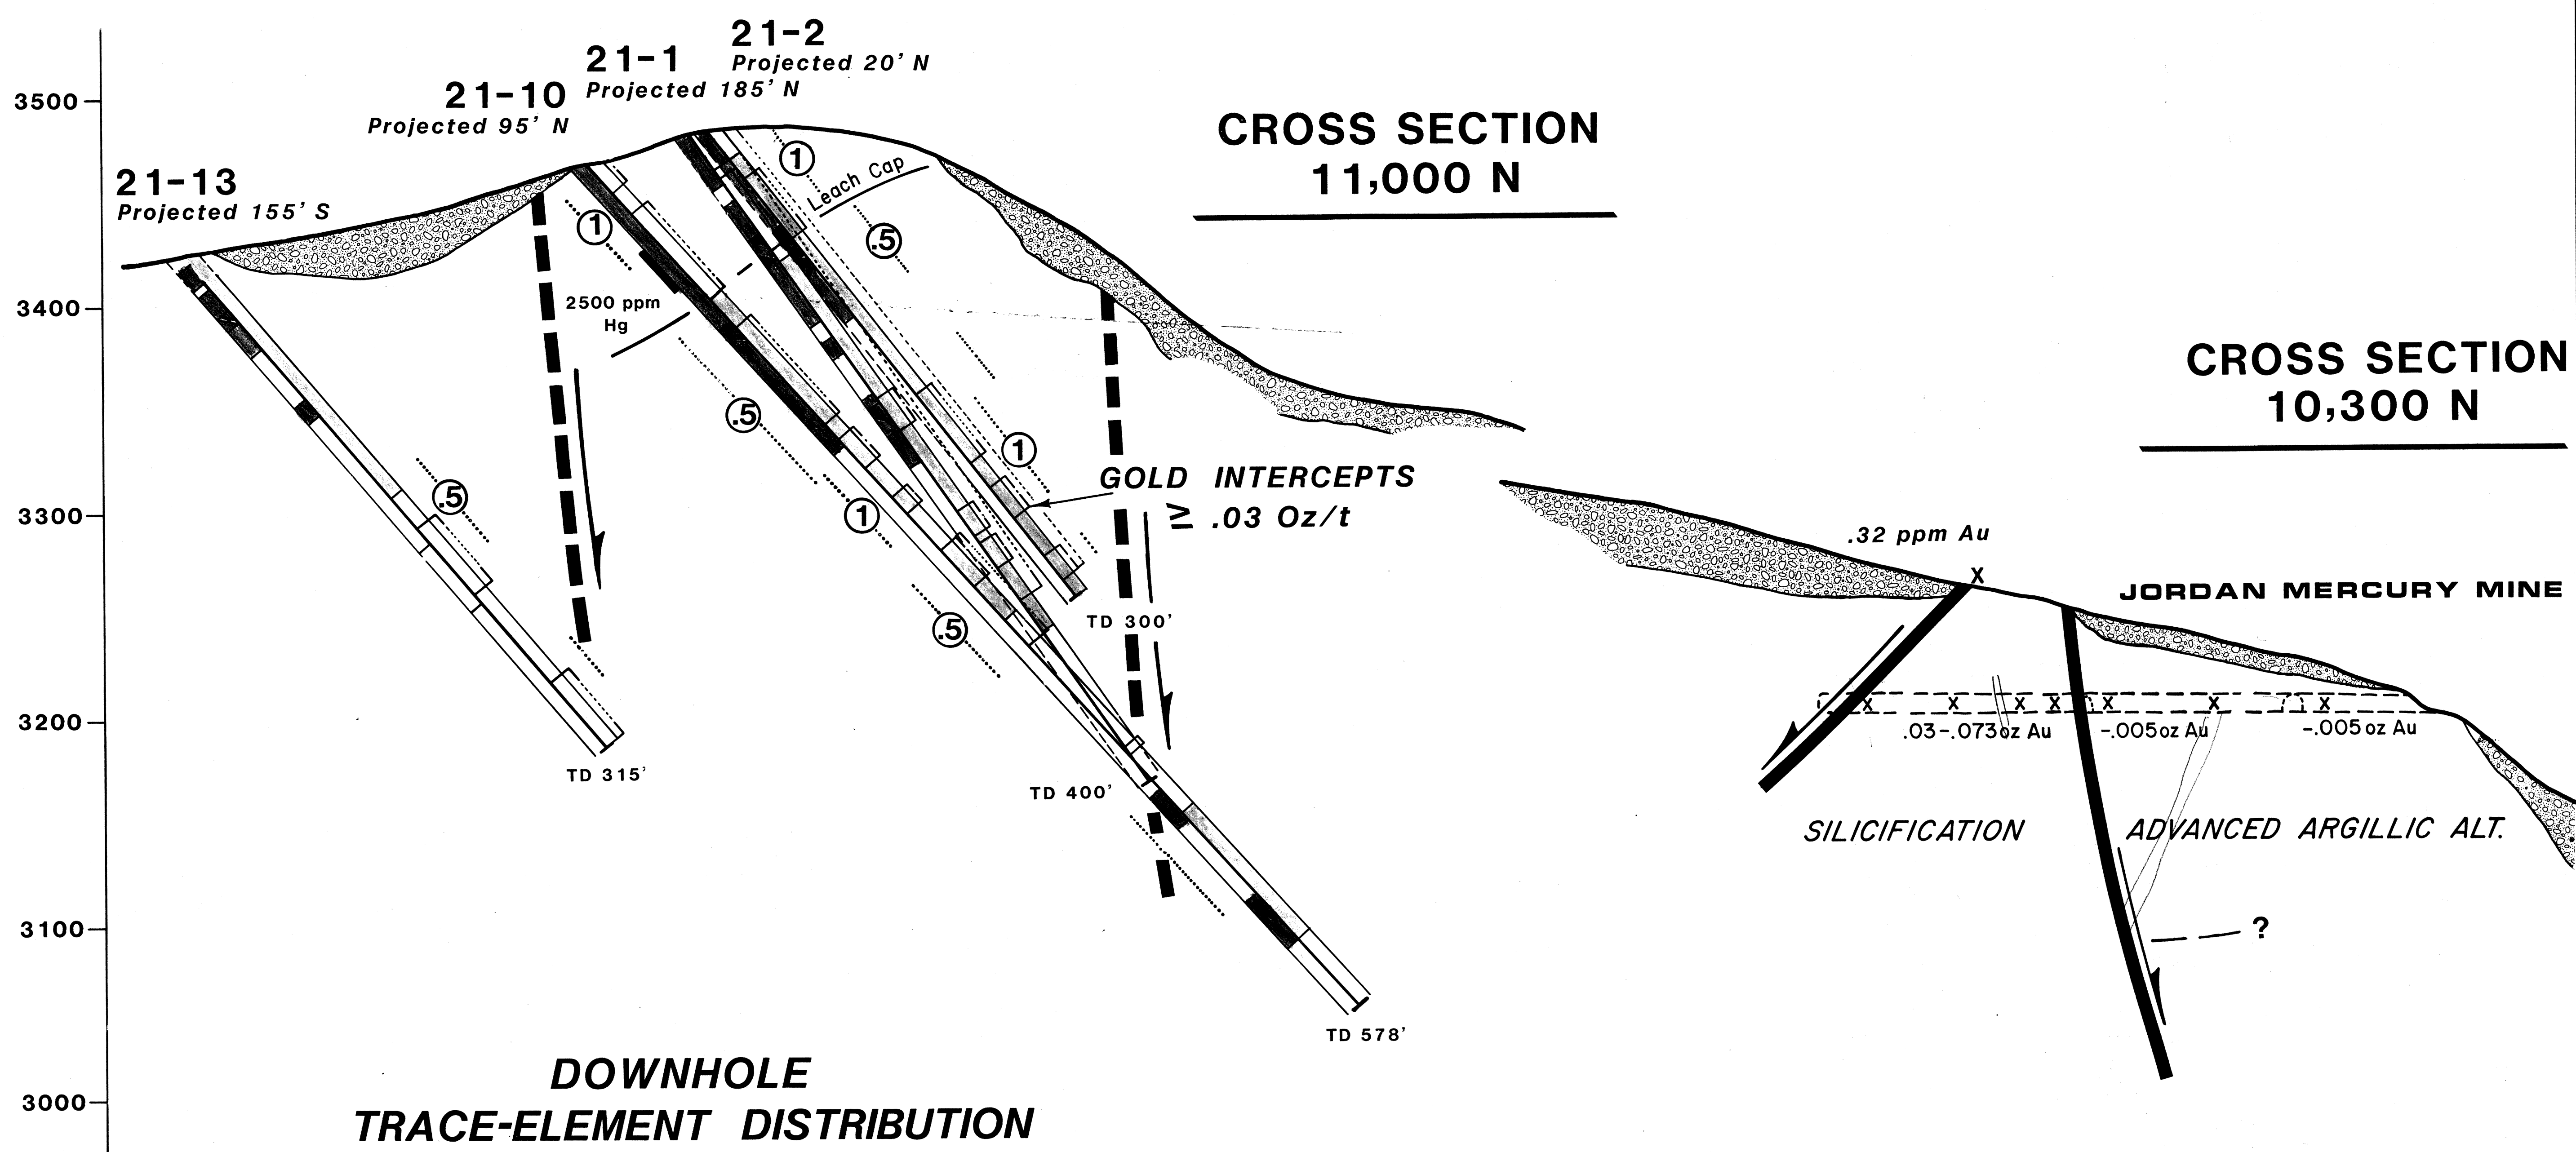 21-2
Projected 20' N
21-1
Projected 185' N
21-10
Projected 95' N
21-13
Projected 155' S
3500
3400
3300
3200
3100
3000
CROSS SECTION
11,000 N
1
Leach Cap
.5
1
2500 ppm
Hg
.5
1
.5
1
.5
GOLD INTERCEPTS
≥ .03 Oz/t
TD 300'
TD 315'
TD 400'
TD 578'
CROSS SECTION
10,300 N
.32 ppm Au
X
JORDAN MERCURY MINE
X X X X X X X
.03-.073oz Au
-.005oz Au
-.005oz Au
SILICIFICATION
ADVANCED ARGILLIC ALT.
?
DOWNHOLE
TRACE-ELEMENT DISTRIBUTION